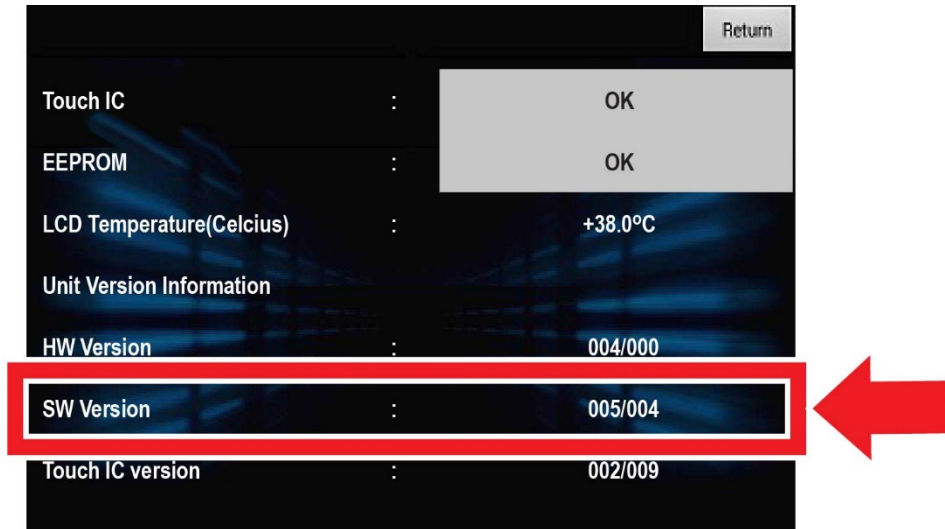 Return
Touch IC : OK
EEPROM : OK
LCD Temperature(Celcius) : +38.0°C
Unit Version Information
HW Version : 004/000
SW Version : 005/004
Touch IC version : 002/009